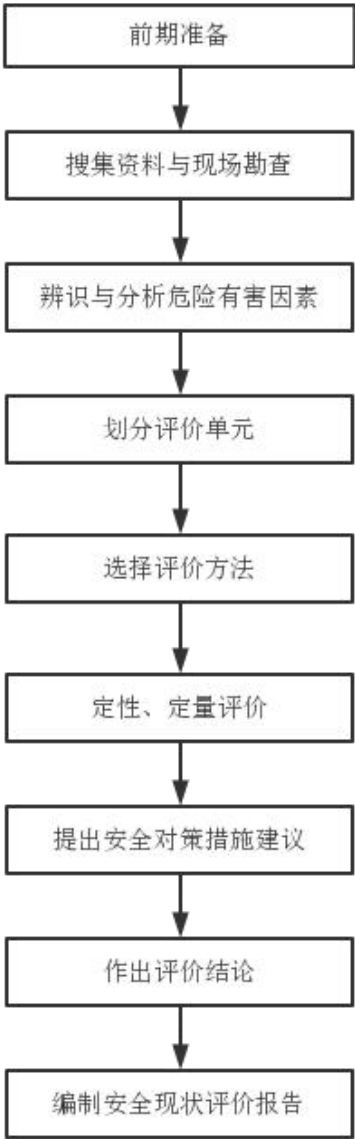 前期准备
搜集资料与现场勘查
辨识与分析危险有害因素
划分评价单元
选择评价方法
定性、定量评价
提出安全对策措施建议
作出评价结论
编制安全现状评价报告